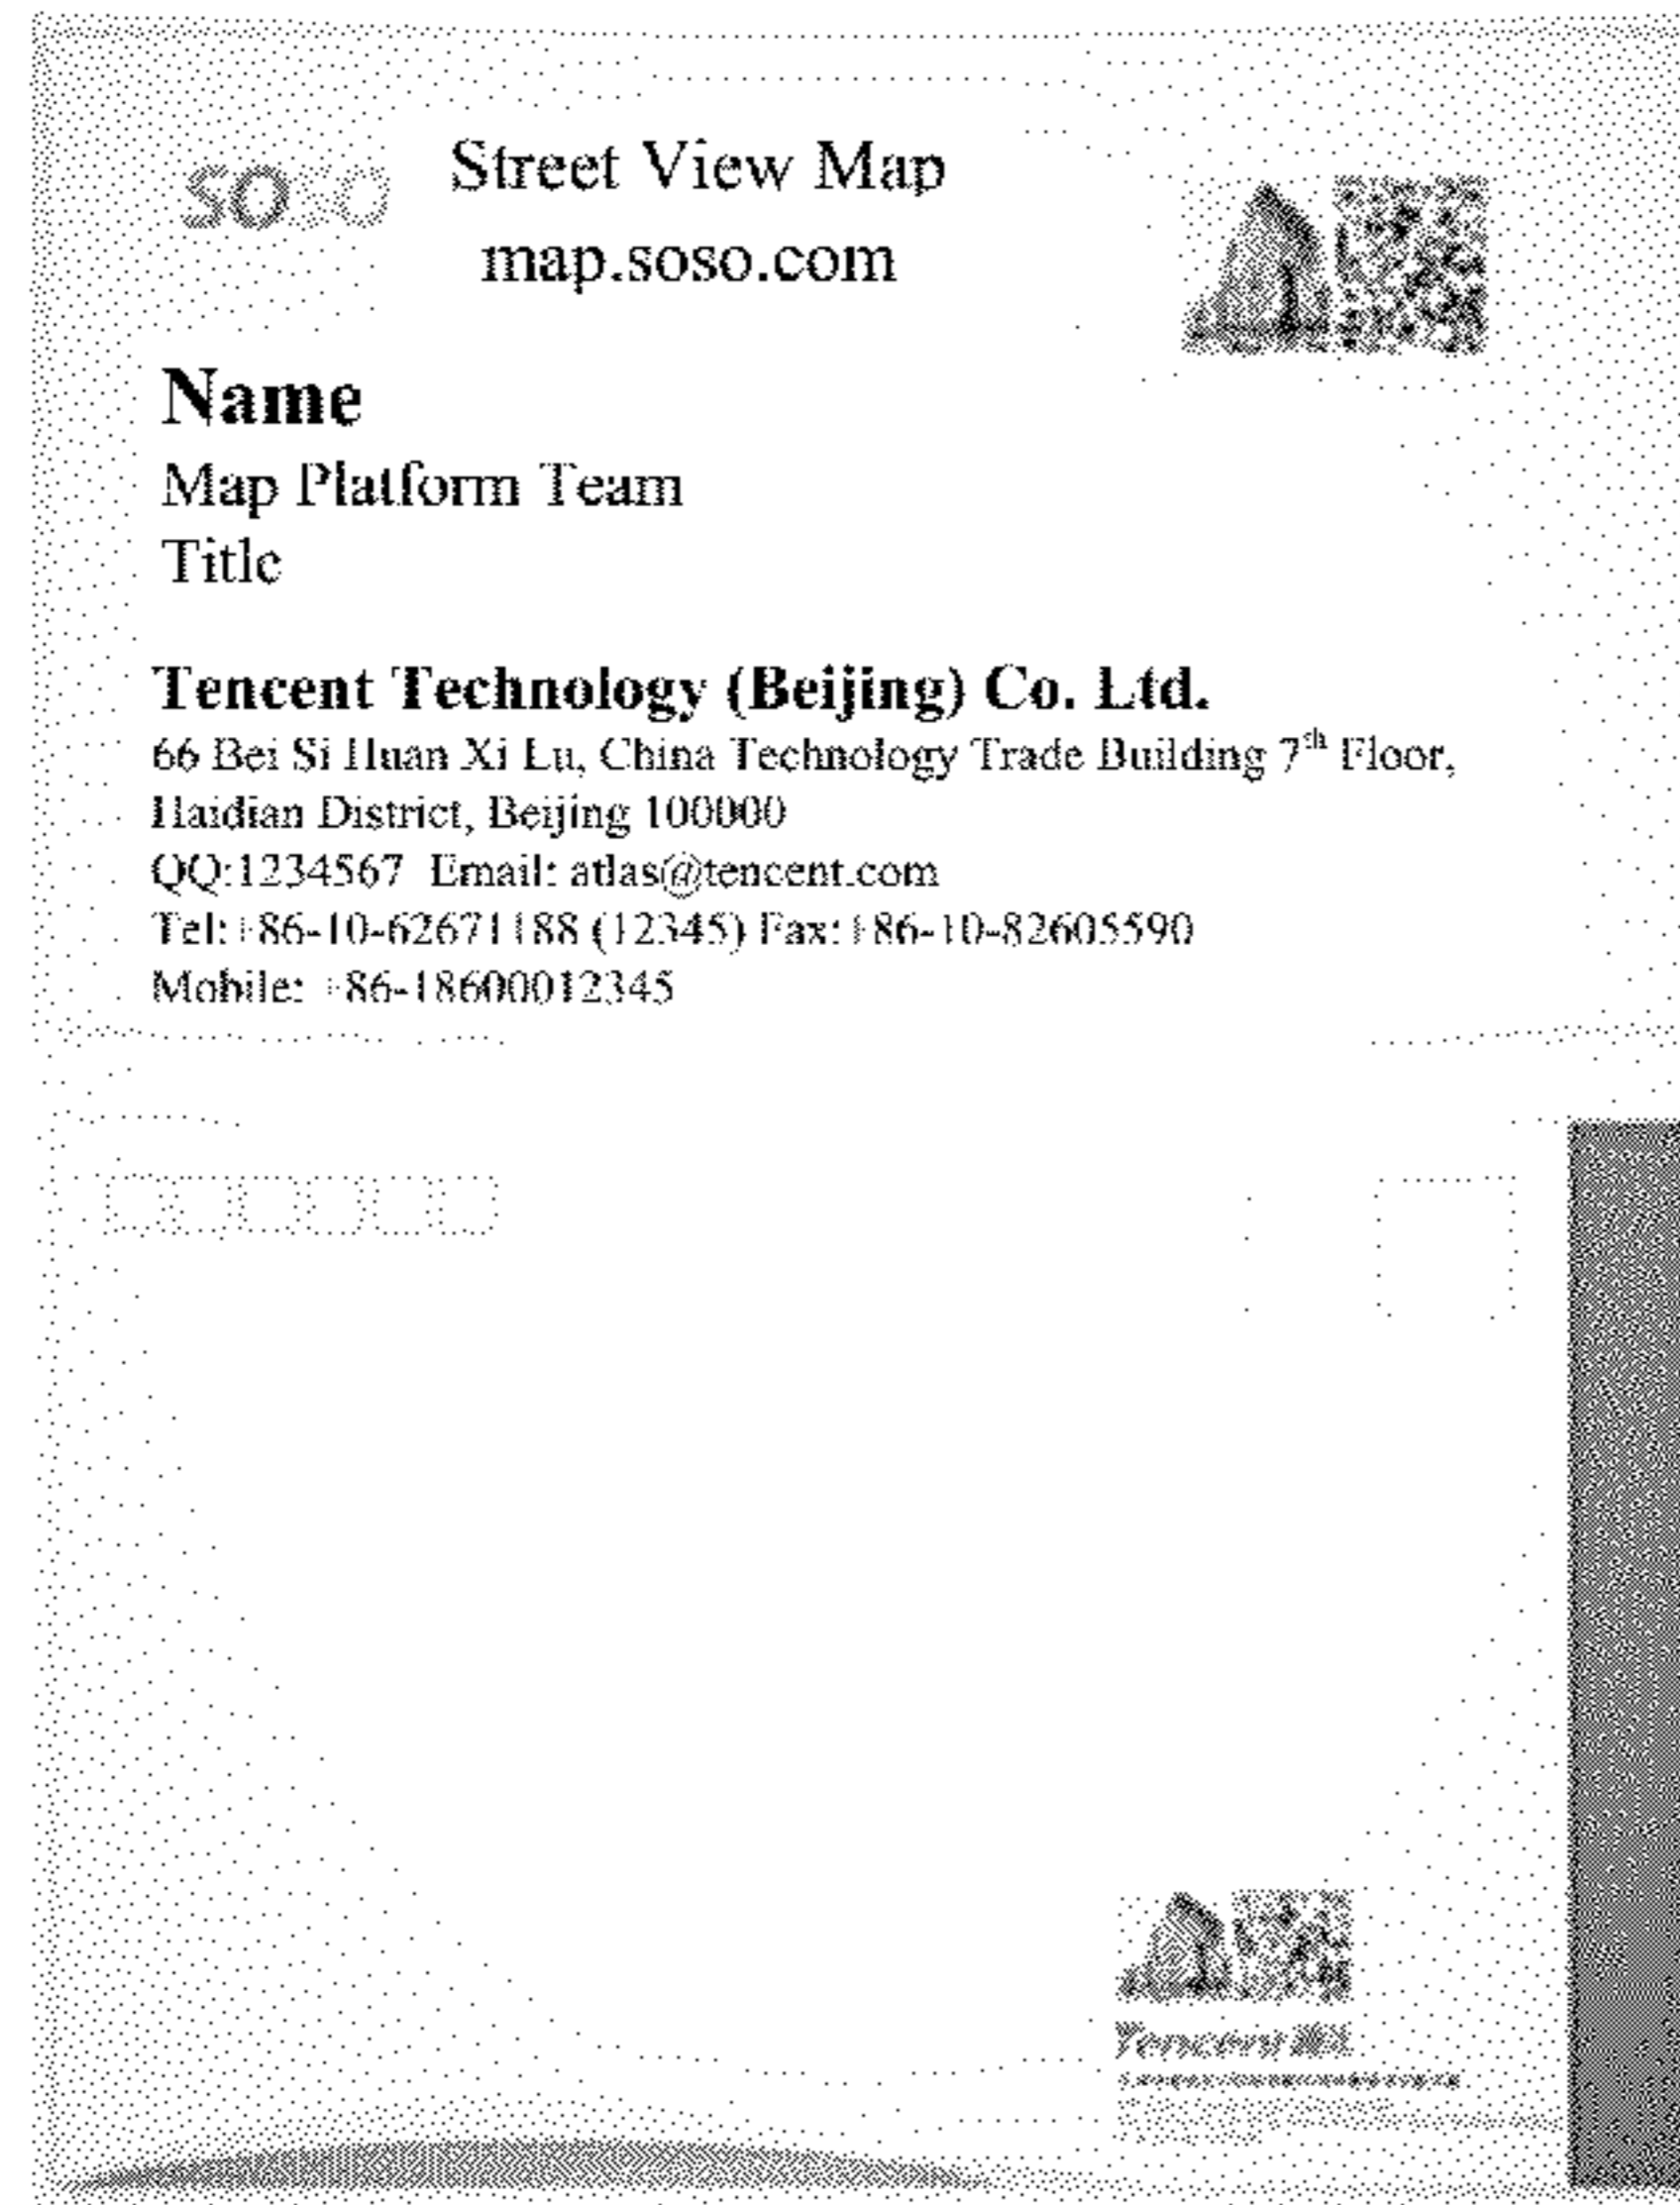 SOSO
Street View Map
map.soso.com
Name
Map Platform Team
Title
Tencent Technology (Beijing) Co. Ltd.
66 Bei Si Huan Xi Lu, China Technology Trade Building 7th Floor,
Haidian District, Beijing 100000
QQ:1234567 Email: atlas@tencent.com
Tel:+86-10-62671188 (12345) Fax:+86-10-82605590
Mobile: +86-18600012345
Tencent